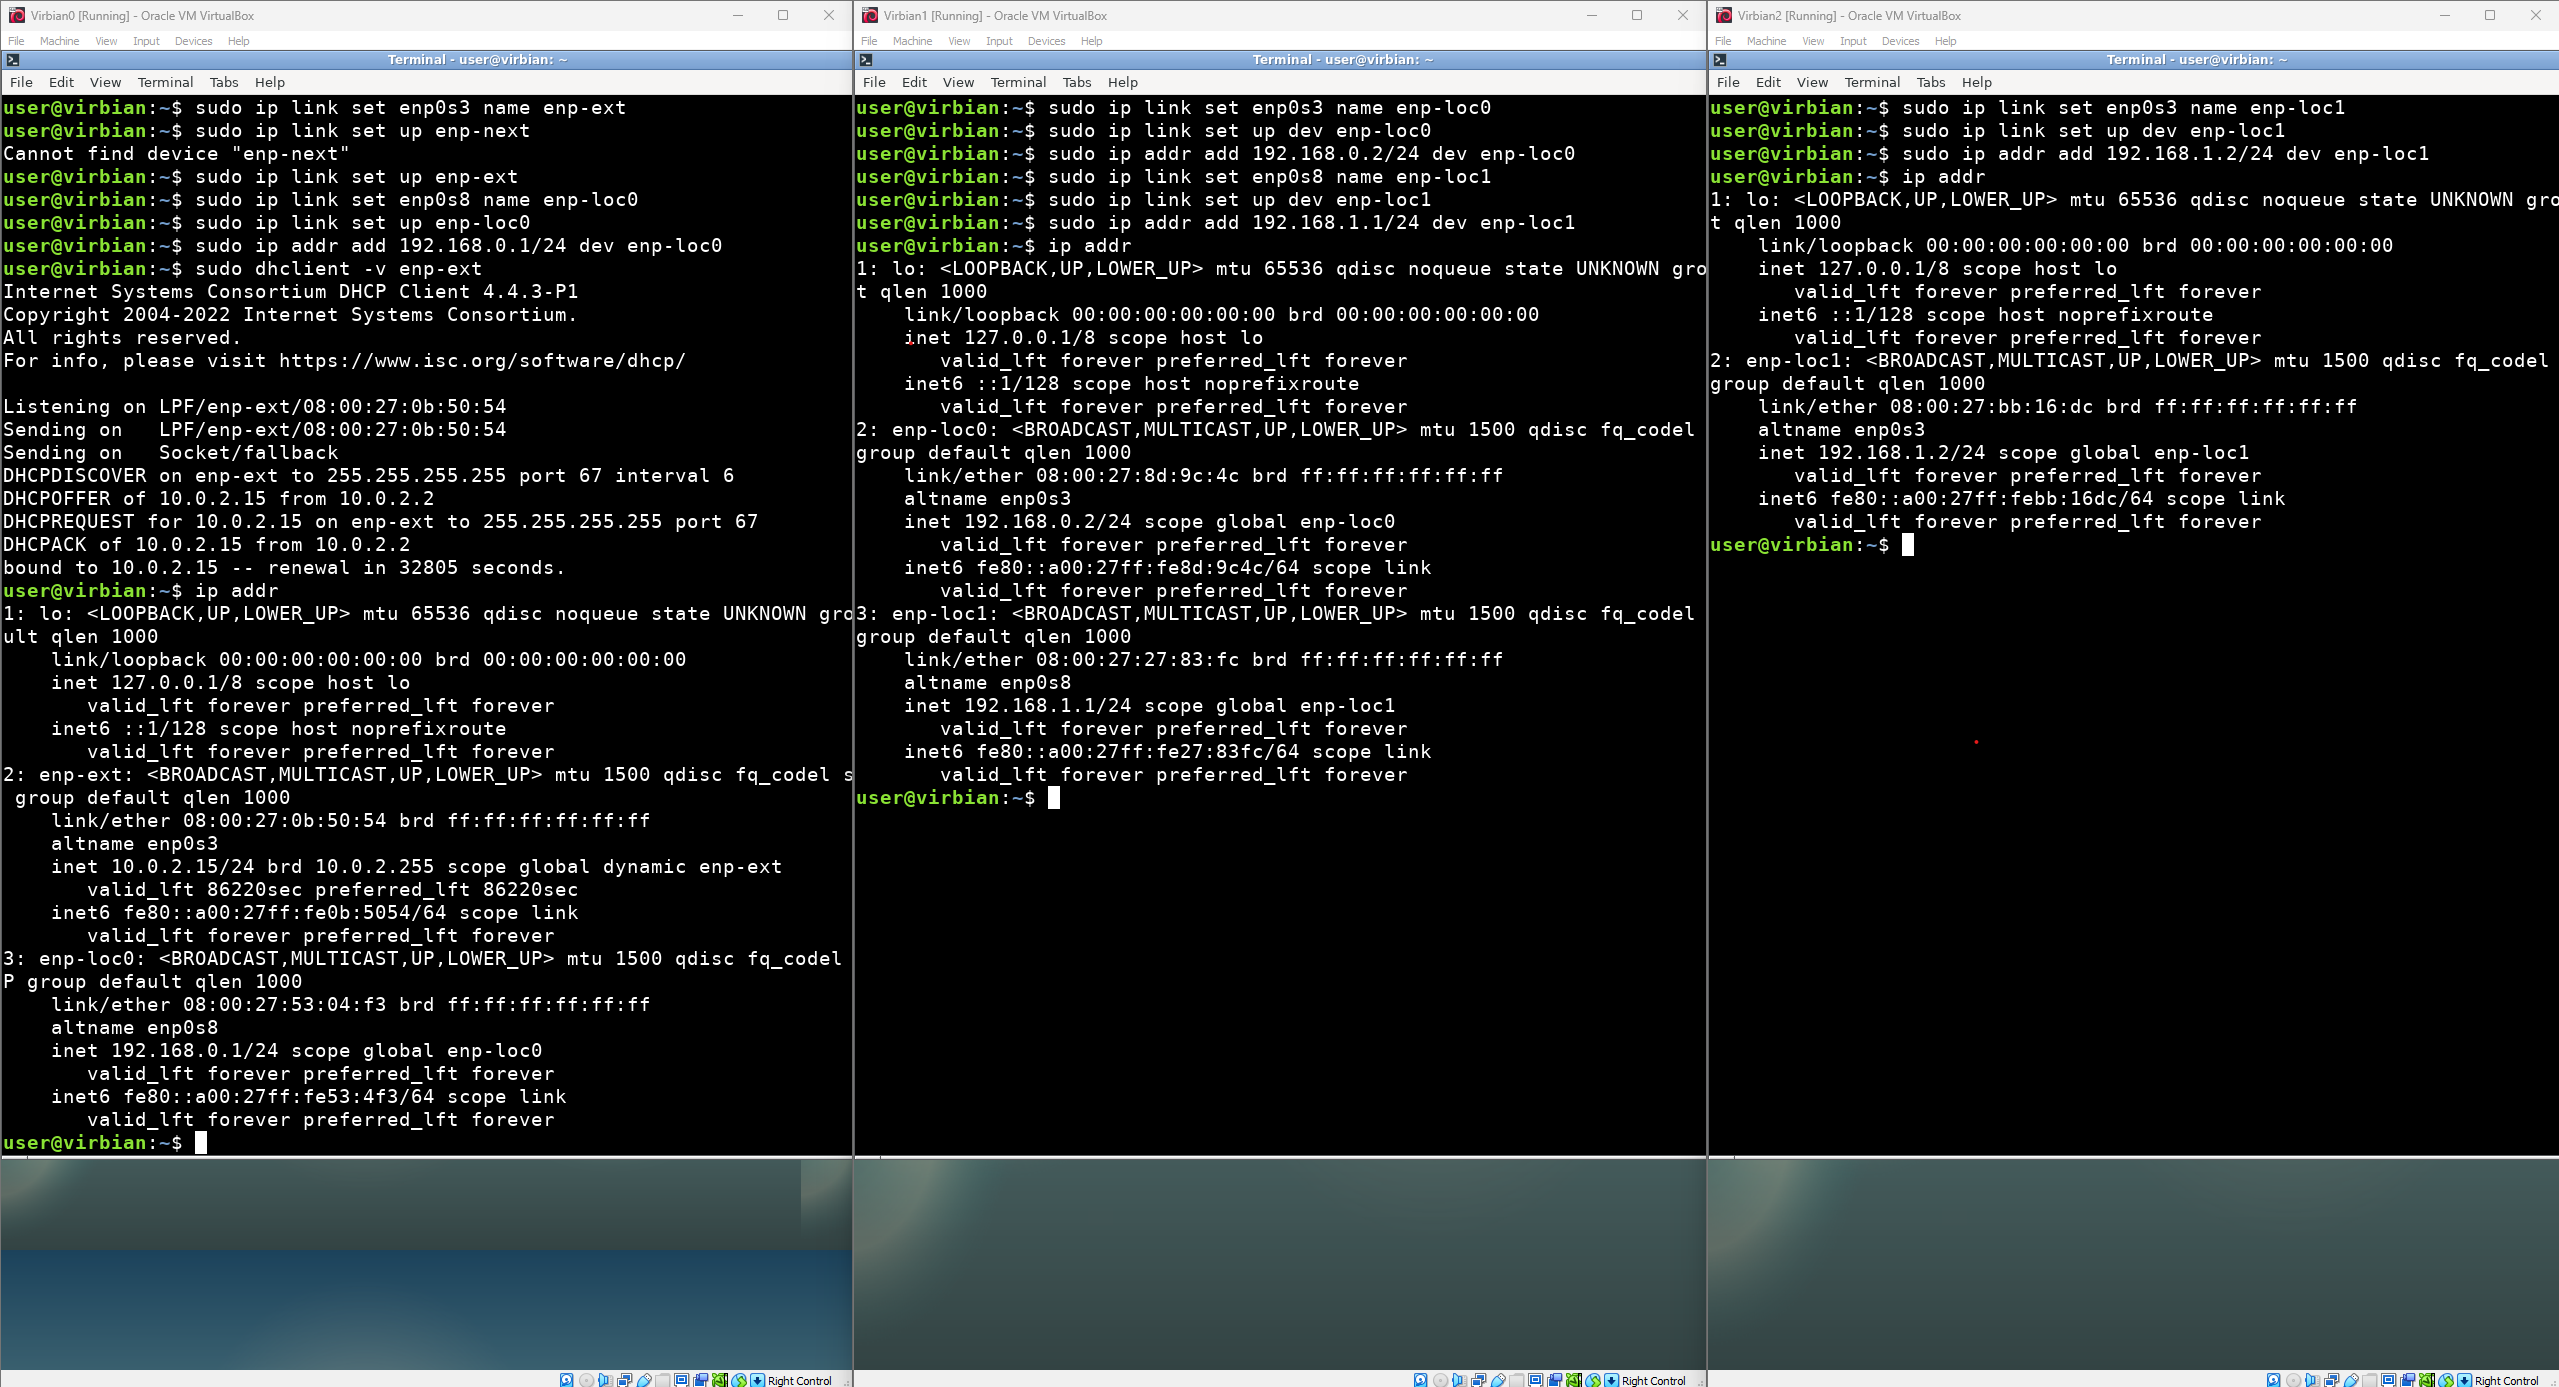 Virbian0 [Running] - Oracle VM VirtualBox
File Machine View Input Devices Help
Terminal - user@virbian: ~
File Edit View Terminal Tabs Help
user@virbian:~$ sudo ip link set enp0s3 name enp-ext
user@virbian:~$ sudo ip link set up enp-next
Cannot find device "enp-next"
user@virbian:~$ sudo ip link set up enp-ext
user@virbian:~$ sudo ip link set enp0s8 name enp-loc0
user@virbian:~$ sudo ip link set up enp-loc0
user@virbian:~$ sudo ip addr add 192.168.0.1/24 dev enp-loc0
user@virbian:~$ sudo dhclient -v enp-ext
Internet Systems Consortium DHCP Client 4.4.3-P1
Copyright 2004-2022 Internet Systems Consortium.
All rights reserved.
For info, please visit https://www.isc.org/software/dhcp/
Listening on LPF/enp-ext/08:00:27:0b:50:54
Sending on   LPF/enp-ext/08:00:27:0b:50:54
Sending on   Socket/fallback
DHCPDISCOVER on enp-ext to 255.255.255.255 port 67 interval 6
DHCPOFFER of 10.0.2.15 from 10.0.2.2
DHCPREQUEST for 10.0.2.15 on enp-ext to 255.255.255.255 port 67
DHCPACK of 10.0.2.15 from 10.0.2.2
bound to 10.0.2.15 -- renewal in 32805 seconds.
user@virbian:~$ ip addr
1: lo: <LOOPBACK,UP,LOWER_UP> mtu 65536 qdisc noqueue state UNKNOWN gro
ult qlen 1000
    link/loopback 00:00:00:00:00:00 brd 00:00:00:00:00:00
    inet 127.0.0.1/8 scope host lo
       valid_lft forever preferred_lft forever
    inet6 ::1/128 scope host noprefixroute
       valid_lft forever preferred_lft forever
2: enp-ext: <BROADCAST,MULTICAST,UP,LOWER_UP> mtu 1500 qdisc fq_codel s
 group default qlen 1000
    link/ether 08:00:27:0b:50:54 brd ff:ff:ff:ff:ff:ff
    altname enp0s3
    inet 10.0.2.15/24 brd 10.0.2.255 scope global dynamic enp-ext
       valid_lft 86220sec preferred_lft 86220sec
    inet6 fe80::a00:27ff:fe0b:5054/64 scope link
       valid_lft forever preferred_lft forever
3: enp-loc0: <BROADCAST,MULTICAST,UP,LOWER_UP> mtu 1500 qdisc fq_codel
P group default qlen 1000
    link/ether 08:00:27:53:04:f3 brd ff:ff:ff:ff:ff:ff
    altname enp0s8
    inet 192.168.0.1/24 scope global enp-loc0
       valid_lft forever preferred_lft forever
    inet6 fe80::a00:27ff:fe53:4f3/64 scope link
       valid_lft forever preferred_lft forever
user@virbian:~$
Right Control
Virbian1 [Running] - Oracle VM VirtualBox
File Machine View Input Devices Help
Terminal - user@virbian: ~
File Edit View Terminal Tabs Help
user@virbian:~$ sudo ip link set enp0s3 name enp-loc0
user@virbian:~$ sudo ip link set up dev enp-loc0
user@virbian:~$ sudo ip addr add 192.168.0.2/24 dev enp-loc0
user@virbian:~$ sudo ip link set enp0s8 name enp-loc1
user@virbian:~$ sudo ip link set up dev enp-loc1
user@virbian:~$ sudo ip addr add 192.168.1.1/24 dev enp-loc1
user@virbian:~$ ip addr
1: lo: <LOOPBACK,UP,LOWER_UP> mtu 65536 qdisc noqueue state UNKNOWN gro
t qlen 1000
    link/loopback 00:00:00:00:00:00 brd 00:00:00:00:00:00
    inet 127.0.0.1/8 scope host lo
       valid_lft forever preferred_lft forever
    inet6 ::1/128 scope host noprefixroute
       valid_lft forever preferred_lft forever
2: enp-loc0: <BROADCAST,MULTICAST,UP,LOWER_UP> mtu 1500 qdisc fq_codel
group default qlen 1000
    link/ether 08:00:27:8d:9c:4c brd ff:ff:ff:ff:ff:ff
    altname enp0s3
    inet 192.168.0.2/24 scope global enp-loc0
       valid_lft forever preferred_lft forever
    inet6 fe80::a00:27ff:fe8d:9c4c/64 scope link
       valid_lft forever preferred_lft forever
3: enp-loc1: <BROADCAST,MULTICAST,UP,LOWER_UP> mtu 1500 qdisc fq_codel
group default qlen 1000
    link/ether 08:00:27:27:83:fc brd ff:ff:ff:ff:ff:ff
    altname enp0s8
    inet 192.168.1.1/24 scope global enp-loc1
       valid_lft forever preferred_lft forever
    inet6 fe80::a00:27ff:fe27:83fc/64 scope link
       valid_lft forever preferred_lft forever
user@virbian:~$
Right Control
Virbian2 [Running] - Oracle VM VirtualBox
File Machine View Input Devices Help
Terminal - user@virbian: ~
File Edit View Terminal Tabs Help
user@virbian:~$ sudo ip link set enp0s3 name enp-loc1
user@virbian:~$ sudo ip link set up dev enp-loc1
user@virbian:~$ sudo ip addr add 192.168.1.2/24 dev enp-loc1
user@virbian:~$ ip addr
1: lo: <LOOPBACK,UP,LOWER_UP> mtu 65536 qdisc noqueue state UNKNOWN gro
t qlen 1000
    link/loopback 00:00:00:00:00:00 brd 00:00:00:00:00:00
    inet 127.0.0.1/8 scope host lo
       valid_lft forever preferred_lft forever
    inet6 ::1/128 scope host noprefixroute
       valid_lft forever preferred_lft forever
2: enp-loc1: <BROADCAST,MULTICAST,UP,LOWER_UP> mtu 1500 qdisc fq_codel
group default qlen 1000
    link/ether 08:00:27:bb:16:dc brd ff:ff:ff:ff:ff:ff
    altname enp0s3
    inet 192.168.1.2/24 scope global enp-loc1
       valid_lft forever preferred_lft forever
    inet6 fe80::a00:27ff:febb:16dc/64 scope link
       valid_lft forever preferred_lft forever
user@virbian:~$
Right Control